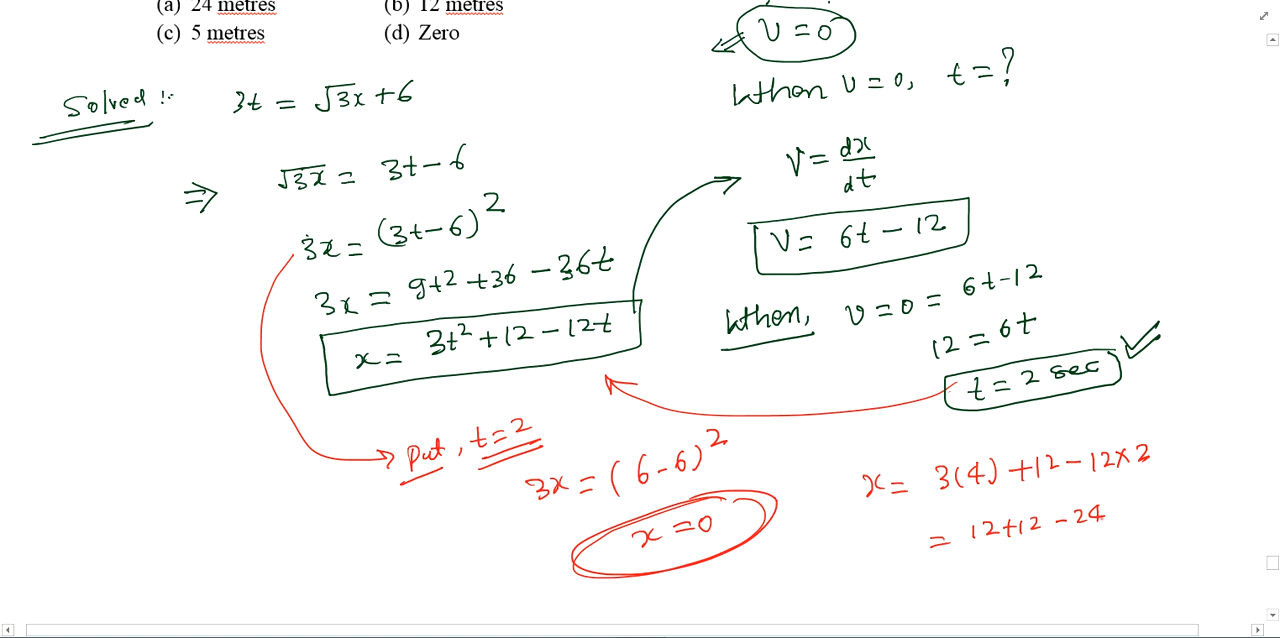 (a) 24 metres (b) 12 metres
(c) 5 metres (d) Zero
v = 0
When v = 0, t = ?
Solved :-
3t = √3x + 6
⇒ √3x = 3t - 6
3x = (3t - 6)²
3x = 9t² + 36 - 36t
x = 3t² + 12 - 12t
v = dx/dt
v = 6t - 12
When, v = 0 = 6t - 12
12 = 6t
t = 2 sec
Put, t = 2
3x = (6 - 6)²
x = 0
x = 3(4) + 12 - 12 × 2
= 12 + 12 - 24